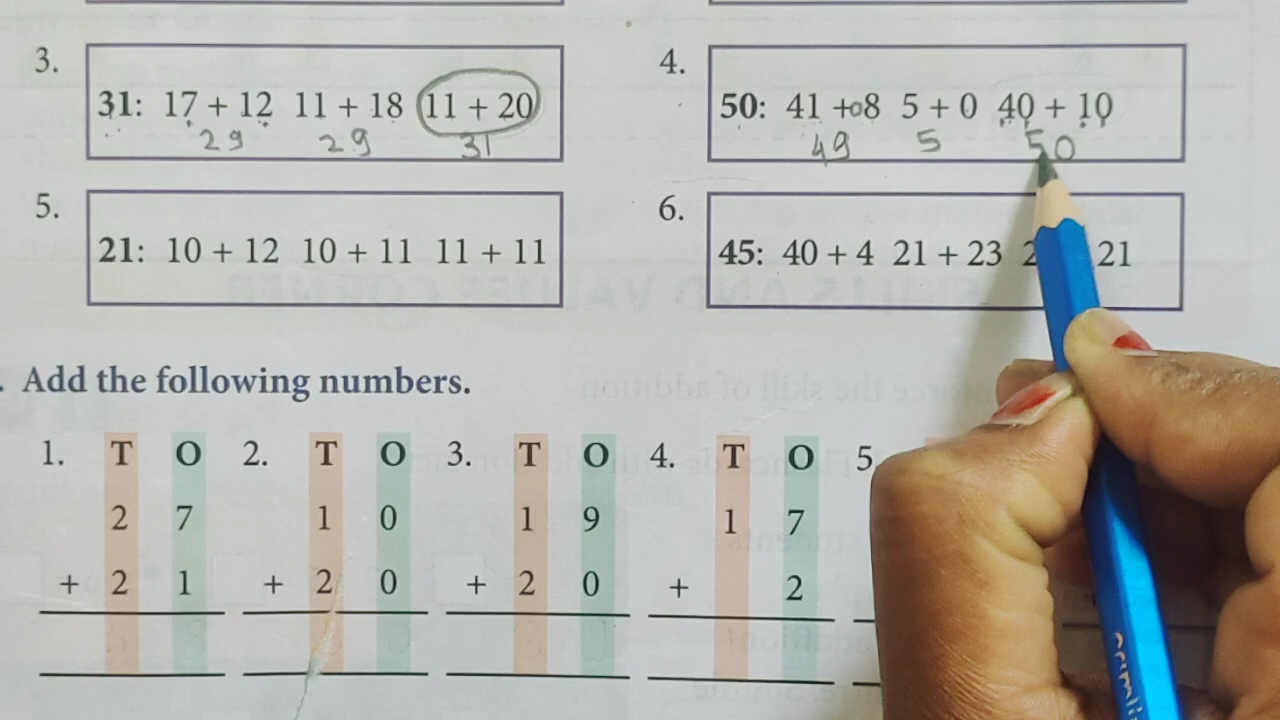 3.
31: 17 + 12 11 + 18 11 + 20
29 29 31
4.
50: 41 + 8 5 + 0 40 + 10
49 5 50
5.
21: 10 + 12 10 + 11 11 + 11
6.
45: 40 + 4 21 + 23 21
Add the following numbers.
1. T O 2. T O 3. T O 4. T O 5
2 7 1 0 1 9 1 7
+ 2 1 + 2 0 + 2 0 + 2